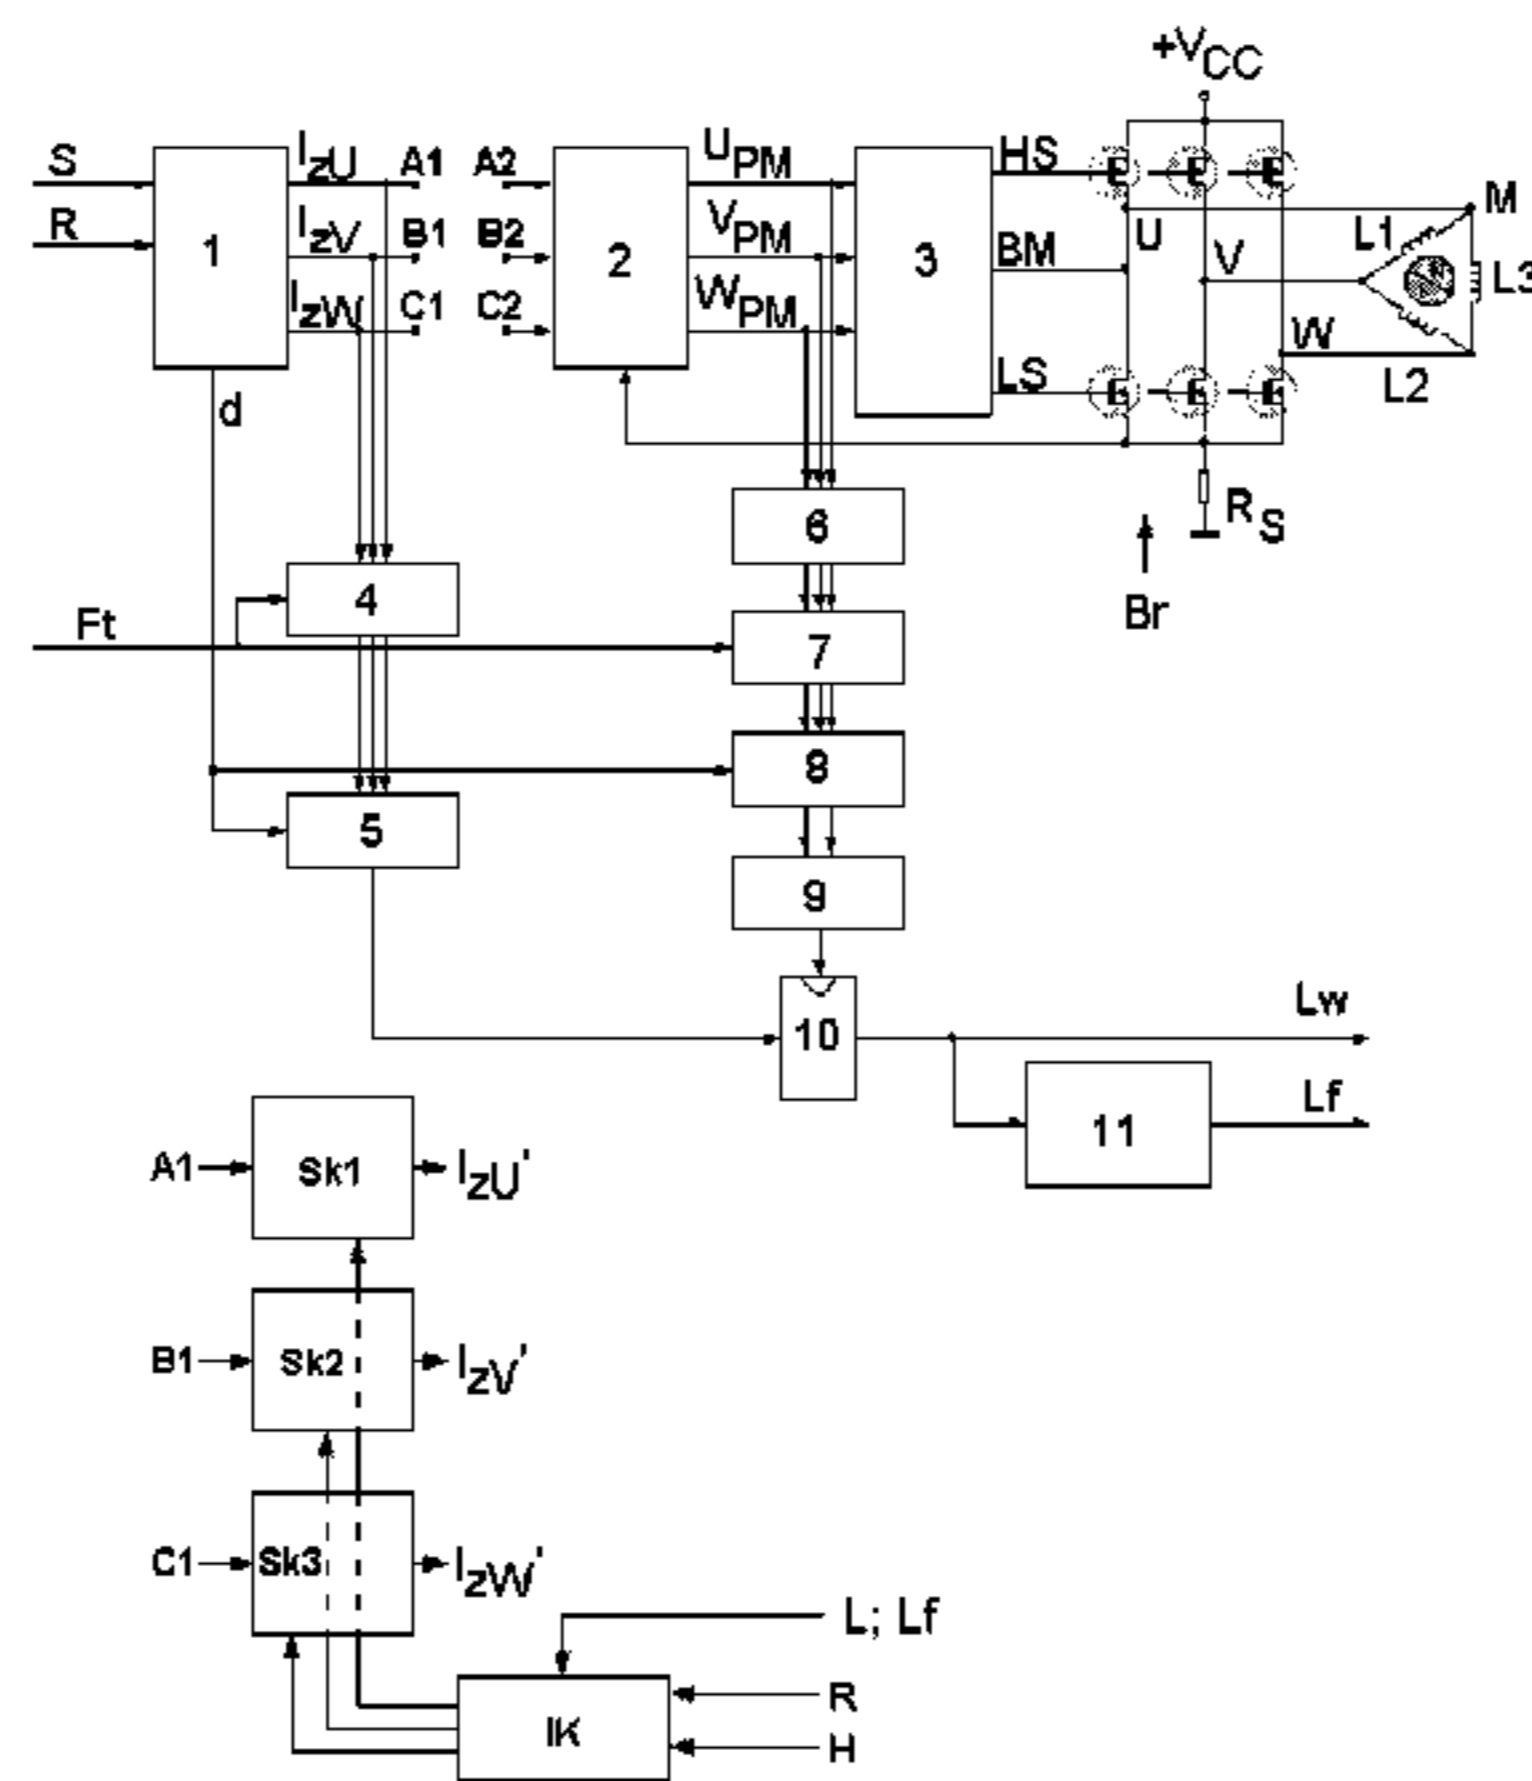 +VCC
S
IzU
A1
A2
UPM
HS
M
R
1
IzV
B1
B2
2
VPM
3
BM
U
V
L1
L3
IzW
C1
C2
WPM
LS
W
L2
d
6
RS
4
Br
Ft
7
8
5
9
10
Lw
11
Lf
A1
Sk1
IzU'
B1
Sk2
IzV'
C1
Sk3
IzW'
L; Lf
R
IK
H